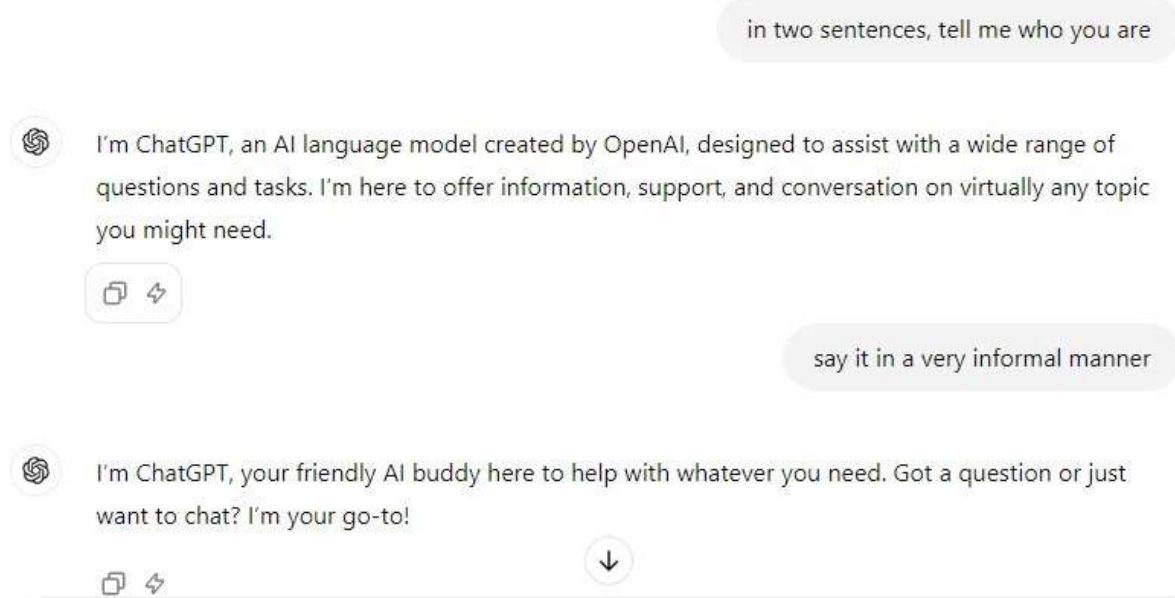 in two sentences, tell me who you are
I'm ChatGPT, an AI language model created by OpenAI, designed to assist with a wide range of
questions and tasks. I'm here to offer information, support, and conversation on virtually any topic
you might need.
say it in a very informal manner
I'm ChatGPT, your friendly AI buddy here to help with whatever you need. Got a question or just
want to chat? I'm your go-to!